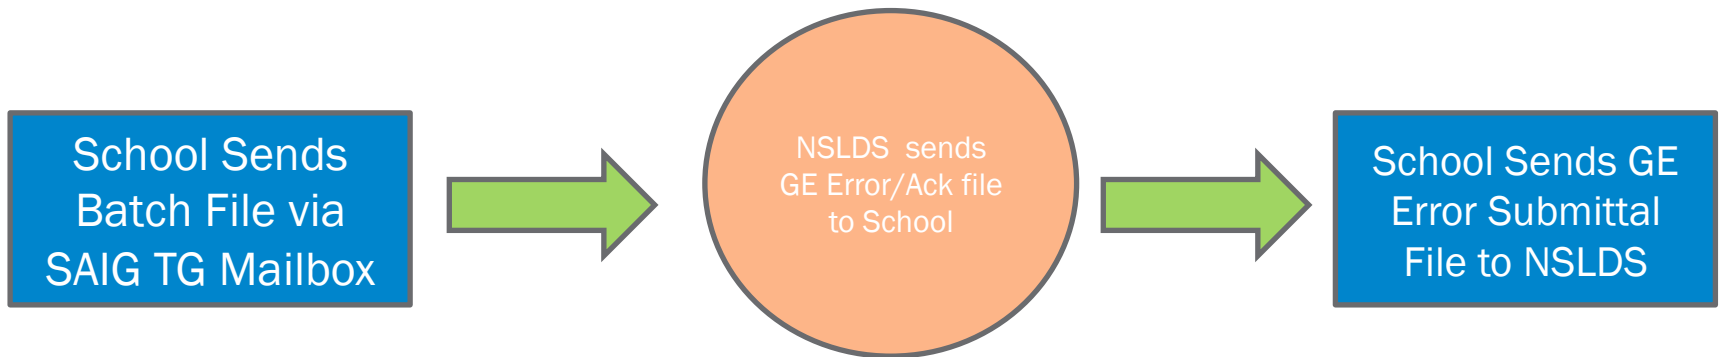 School Sends
Batch File via
SAIG TG Mailbox
NSLDS  sends
GE Error/Ack file
to School
School Sends GE
Error Submittal
File to NSLDS